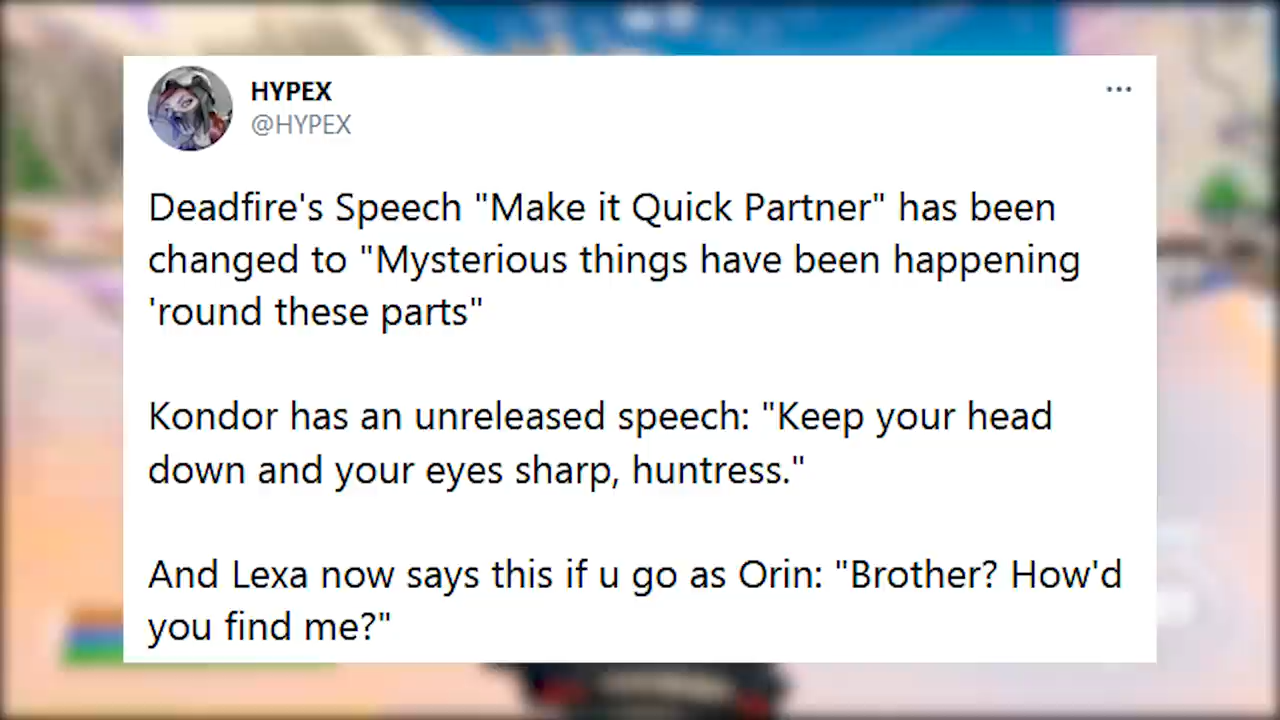 HYPEX
@HYPEX
Deadfire's Speech "Make it Quick Partner" has been
changed to "Mysterious things have been happening
'round these parts"
Kondor has an unreleased speech: "Keep your head
down and your eyes sharp, huntress."
And Lexa now says this if u go as Orin: "Brother? How'd
you find me?"